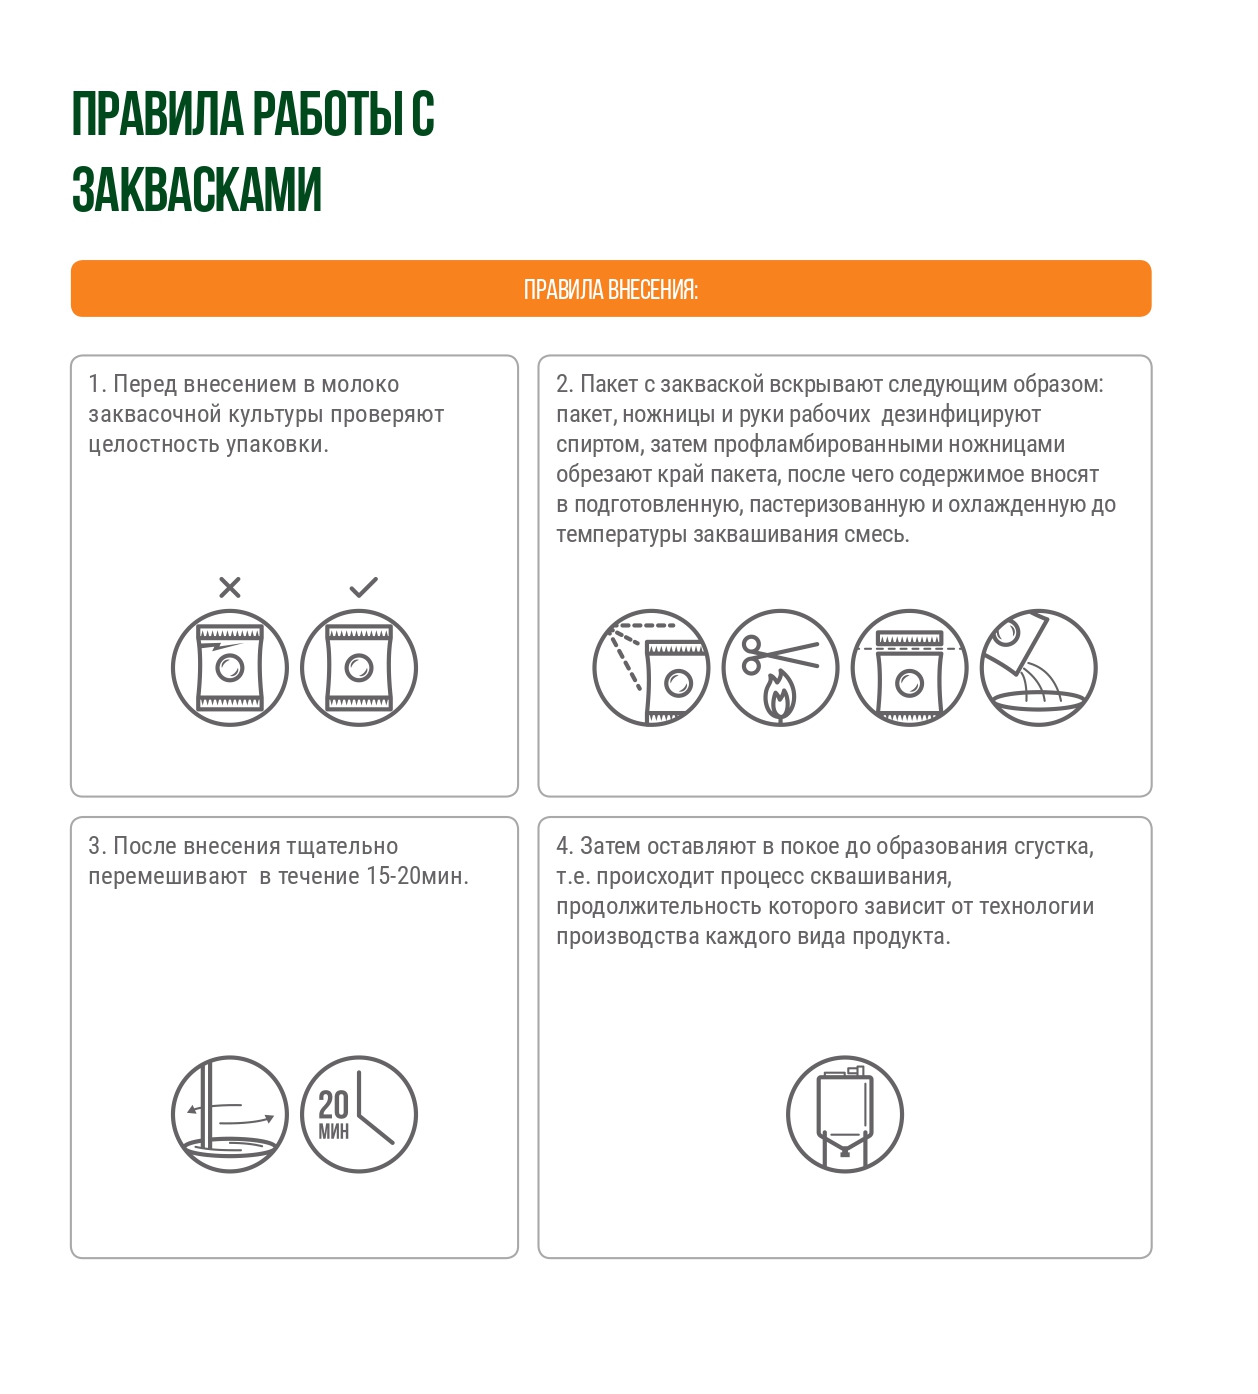 ПРАВИЛА РАБОТЫ С
ЗАКВАСКАМИ
ПРАВИЛА ВНЕСЕНИЯ:
1. Перед внесением в молоко
заквасочной культуры проверяют
целостность упаковки.
2. Пакет с закваской вскрывают следующим образом:
пакет, ножницы и руки рабочих  дезинфицируют
спиртом, затем профламбированными ножницами
обрезают край пакета, после чего содержимое вносят
в подготовленную, пастеризованную и охлажденную до
температуры заквашивания смесь.
3. После внесения тщательно
перемешивают  в течение 15-20мин.
20
МИН
4. Затем оставляют в покое до образования сгустка,
т.е. происходит процесс сквашивания,
продолжительность которого зависит от технологии
производства каждого вида продукта.